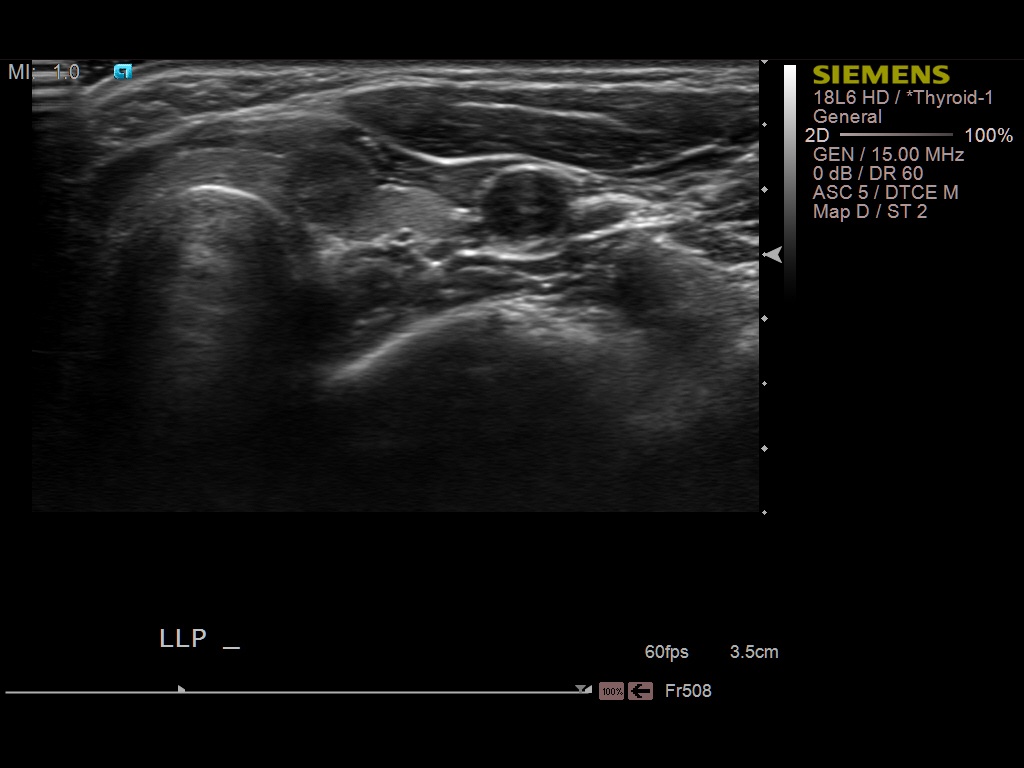 MI: 1.0
SIEMENS
18L6 HD / *Thyroid-1
General
2D 100%
GEN / 15.00 MHz
0 dB / DR 60
ASC 5 / DTCE M
Map D / ST 2
LLP _
60fps 3.5cm
100% Fr508